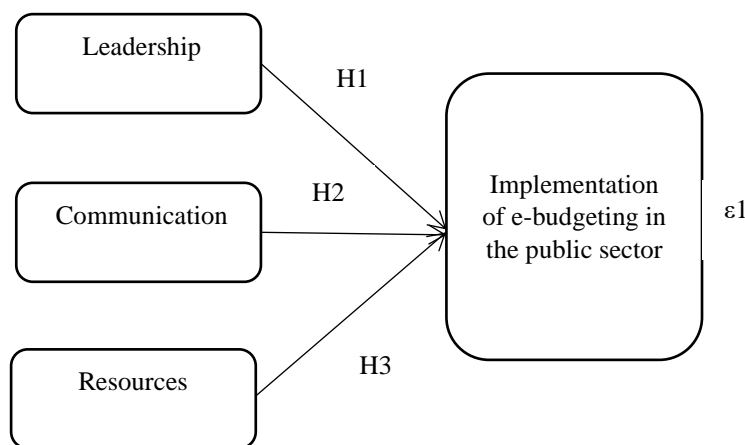 Leadership
H1
Communication
H2
Implementation
of e-budgeting in
the public sector
ε1
H3
Resources